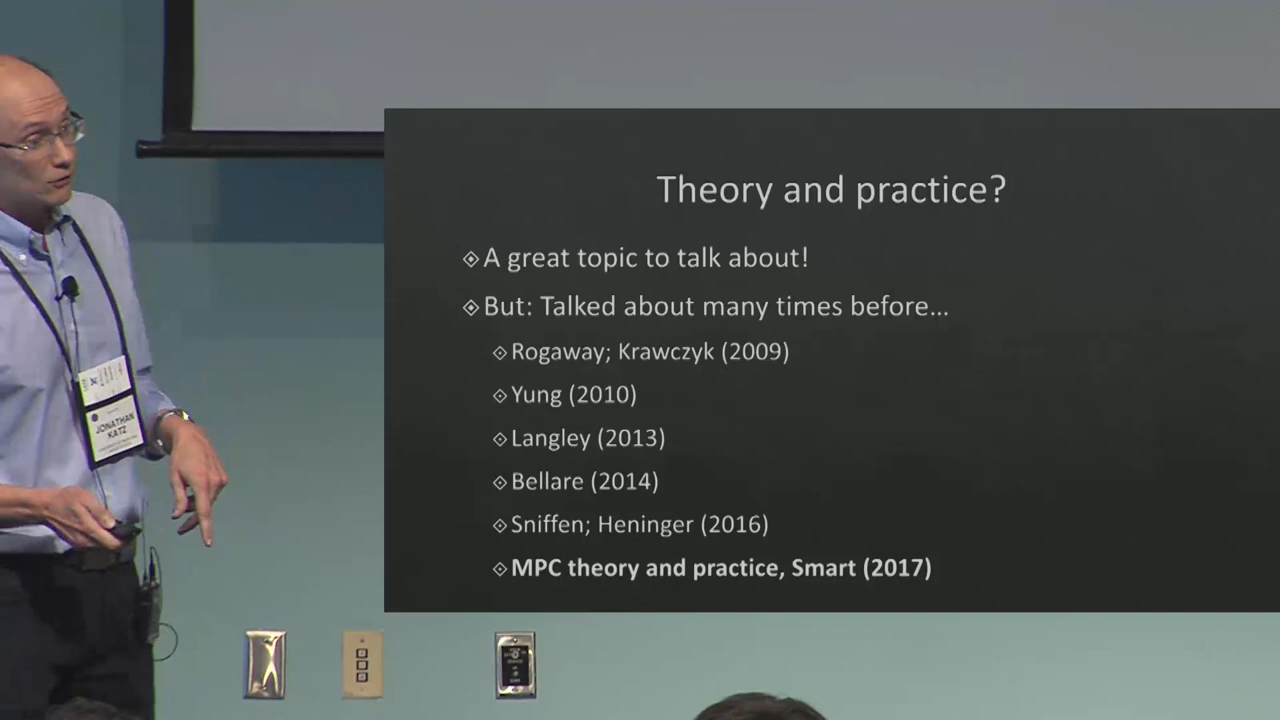 Theory and practice?
A great topic to talk about!
But: Talked about many times before...
Rogaway; Krawczyk (2009)
Yung (2010)
Langley (2013)
Bellare (2014)
Sniffen; Heninger (2016)
MPC theory and practice, Smart (2017)
JONATHAN
KATZ